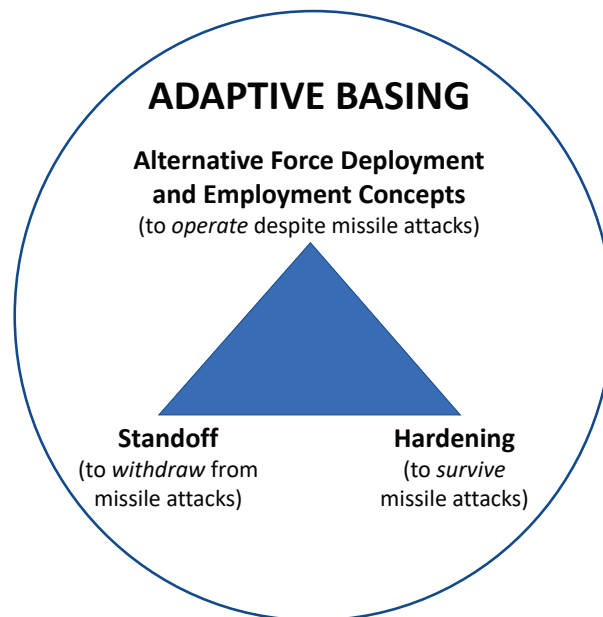 ADAPTIVE BASING
Alternative Force Deployment
and Employment Concepts
(to operate despite missile attacks)
Standoff
(to withdraw from
missile attacks)
Hardening
(to survive
missile attacks)